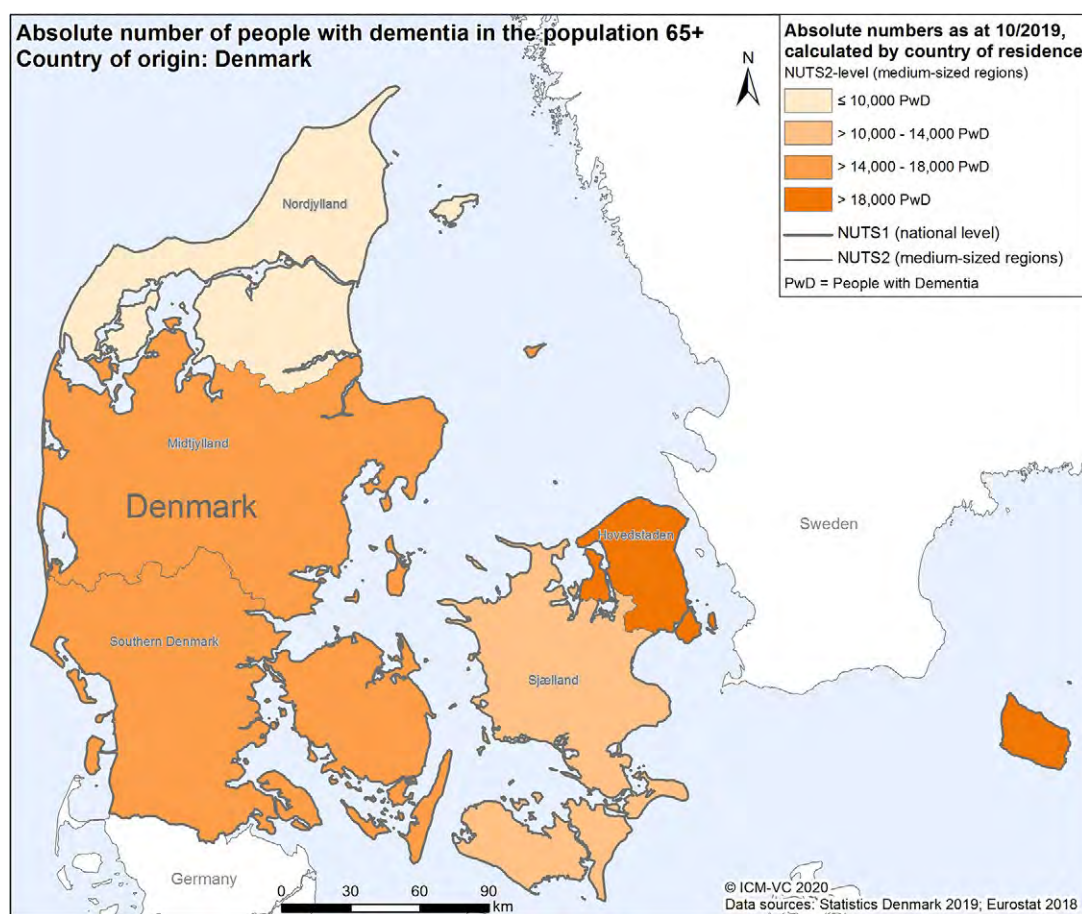 Absolute number of people with dementia in the population 65+
Country of origin: Denmark
N
Absolute numbers as at 10/2019,
calculated by country of residence
NUTS2-level (medium-sized regions)
≤ 10,000 PwD
> 10,000 - 14,000 PwD
> 14,000 - 18,000 PwD
> 18,000 PwD
NUTS1 (national level)
NUTS2 (medium-sized regions)
PwD = People with Dementia
Nordjylland
Midtjylland
Denmark
Hovedstaden
Sweden
Southern Denmark
Sjælland
Germany
0 30 60 90
km
© ICM-VC 2020
Data sources: Statistics Denmark 2019; Eurostat 2018